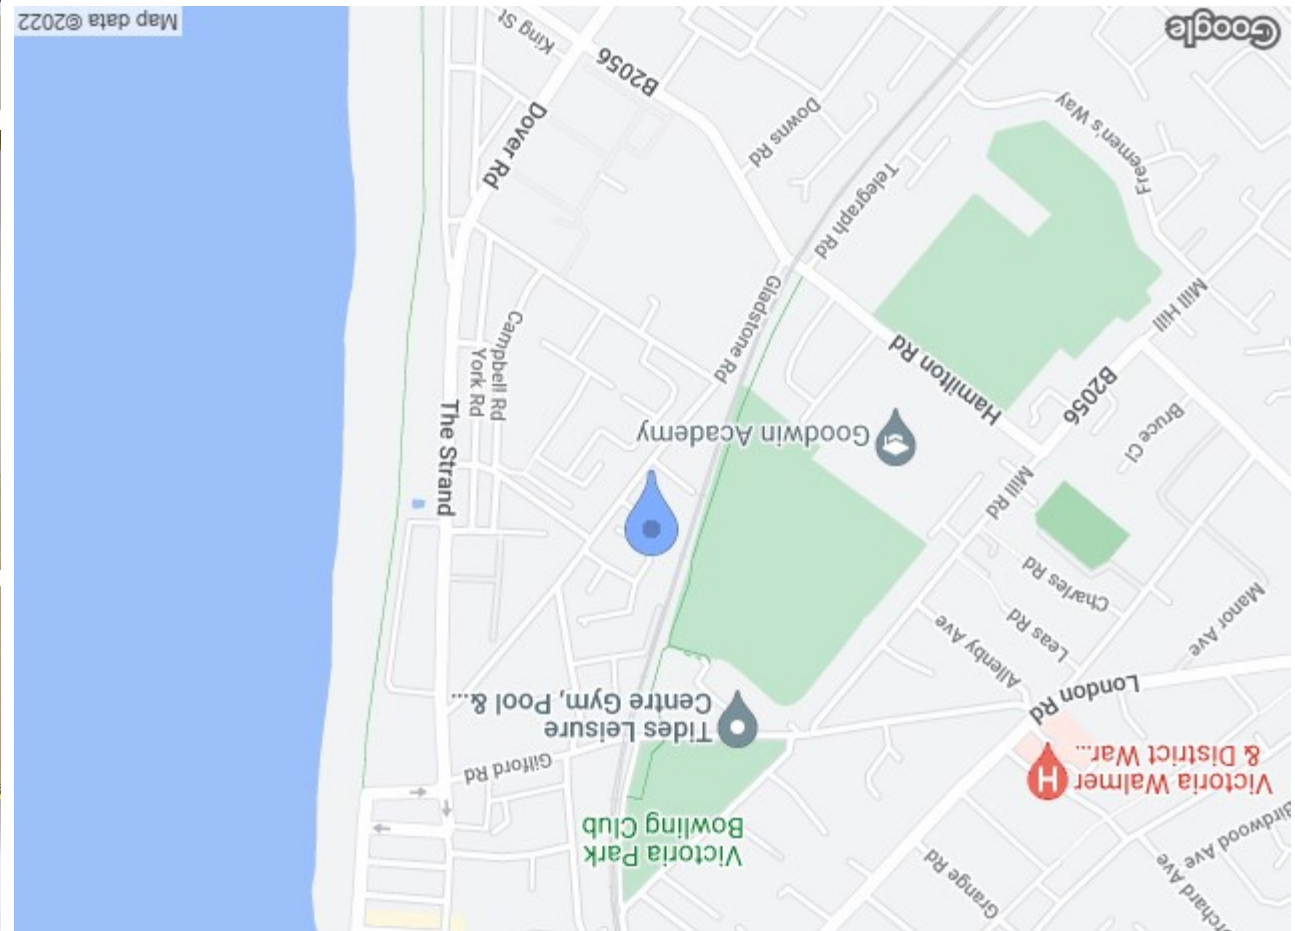 rchard Ave
Birdwood Ave
Grange Rd
Victoria Park
Bowling Club
Victoria Walmer
& District War...
H
Gilford Rd
Tides Leisure
Centre Gym, Pool &...
London Rd
Manor Ave
Allenby Ave
Leas Rd
Charles Rd
Mill Rd
The Strand
Goodwin Academy
Bruce Cl
B2056
Hamilton Rd
York Rd
Campbell Rd
Gladstone Rd
Mill Hill
Telegraph Rd
Dover Rd
Freemen's Way
Downs Rd
B2056
King St
Google
Map data ©2022